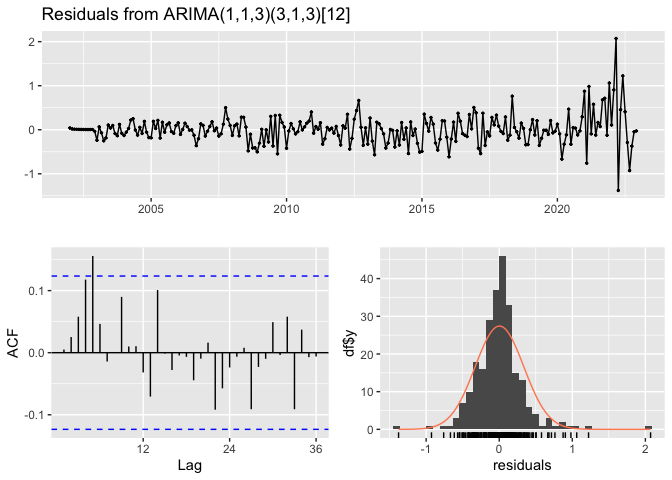 Residuals from ARIMA(1,1,3)(3,1,3)[12]
2
1
0
-1
2005 2010 2015 2020
ACF
0.1
0.0
-0.1
12 24 36
Lag
df$y
40
30
20
10
0
-1 0 1 2
residuals